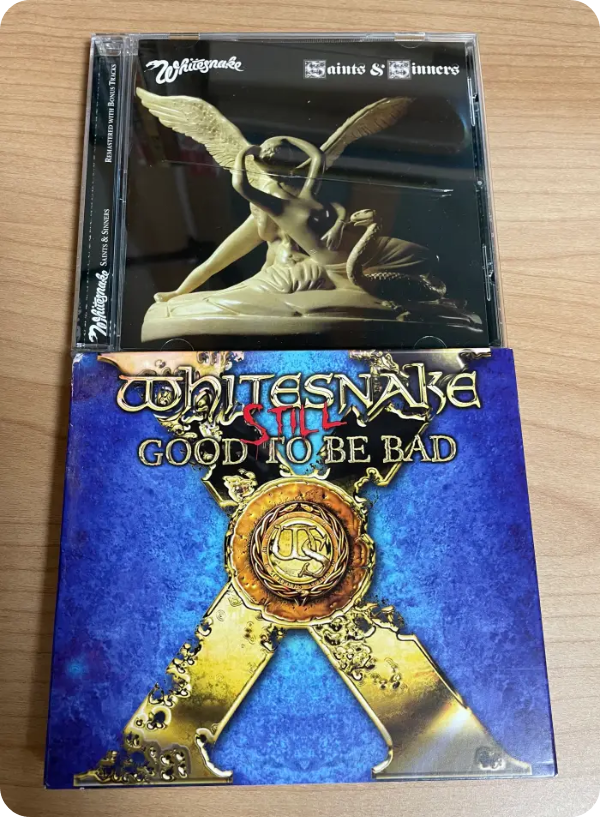 Whitesnake
Saints & Sinners
Whitesnake SAINTS & SINNERS
REMASTERED WITH BONUS TRACKS
WHITESNAKE
STILL
GOOD TO BE BAD
WS